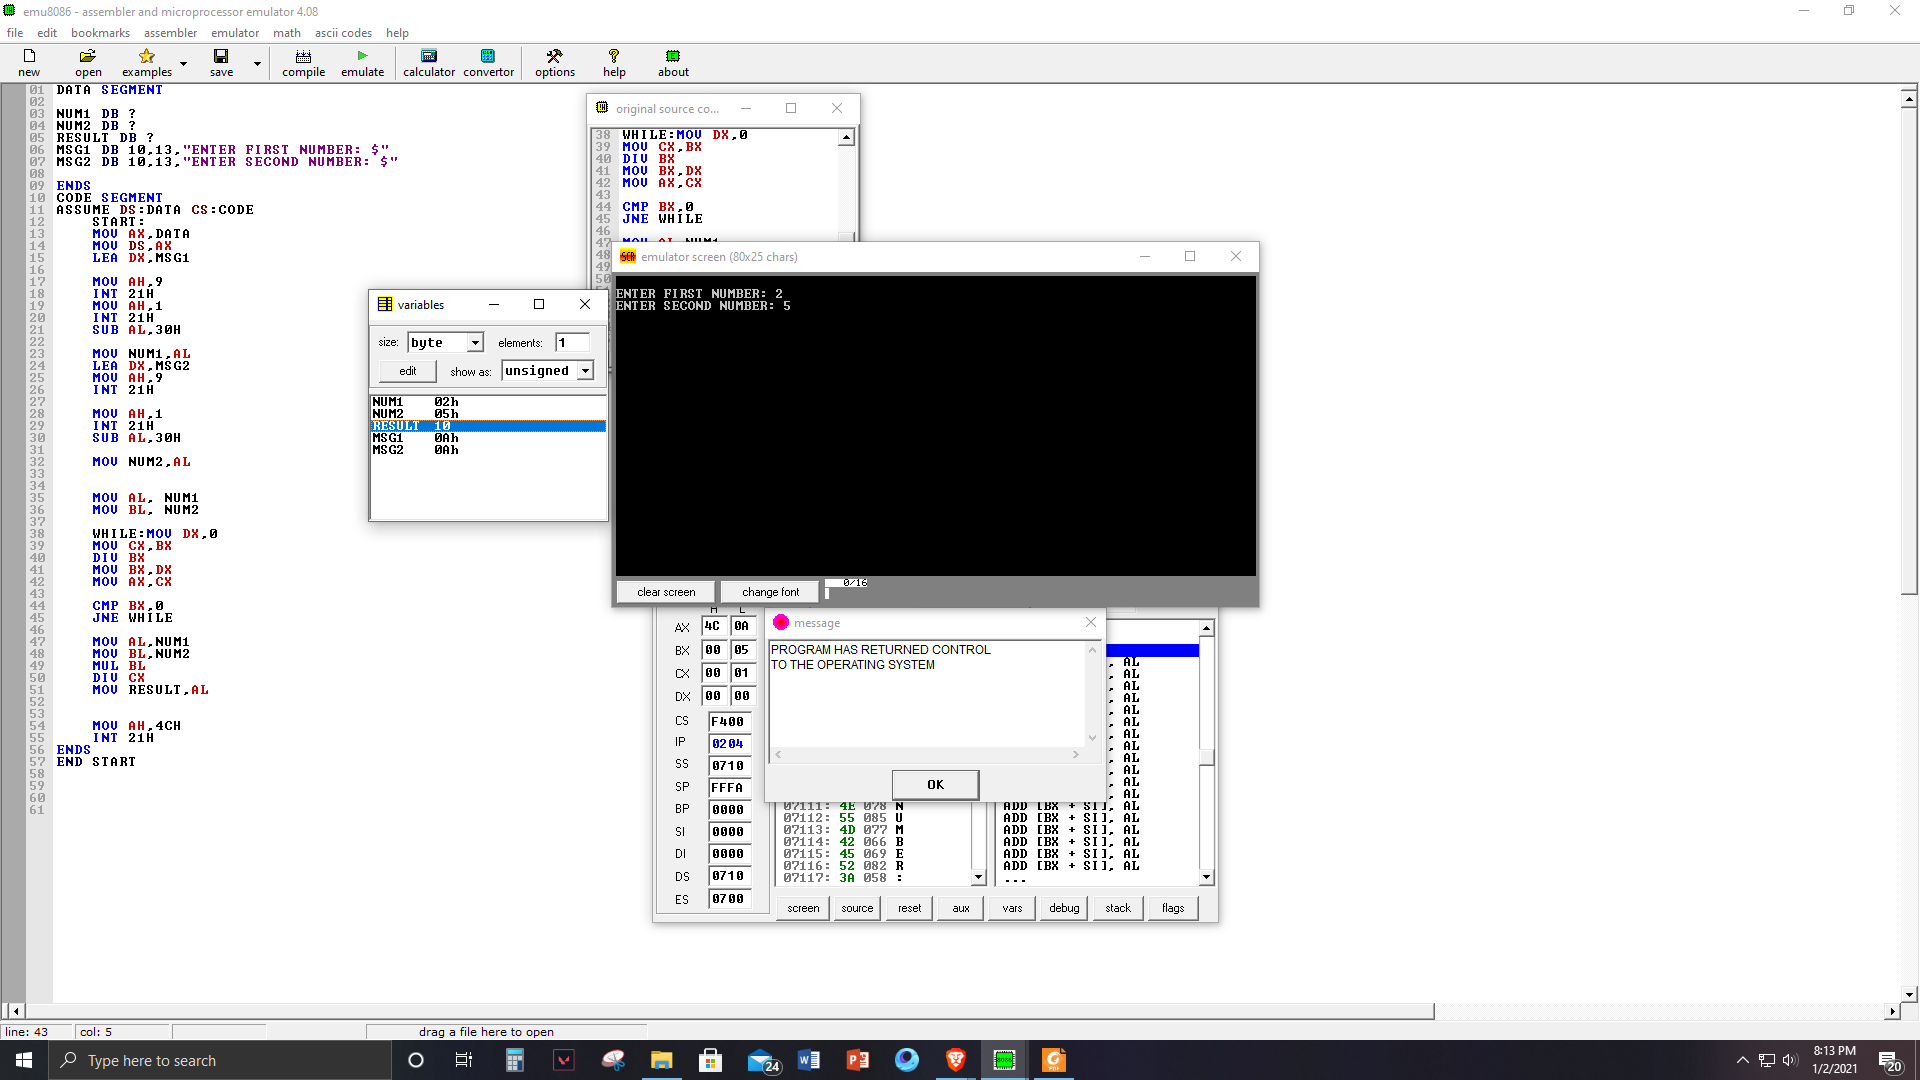 emu8086 - assembler and microprocessor emulator 4.08
file edit bookmarks assembler emulator math ascii codes help
new open examples save compile emulate calculator convertor options help about
01 DATA SEGMENT
02
03 NUM1 DB ?
04 NUM2 DB ?
05 RESULT DB ?
06 MSG1 DB 10,13,"ENTER FIRST NUMBER: $"
07 MSG2 DB 10,13,"ENTER SECOND NUMBER: $"
08
09 ENDS
10 CODE SEGMENT
11 ASSUME DS:DATA CS:CODE
12 START:
13 MOV AX,DATA
14 MOV DS,AX
15 LEA DX,MSG1
16
17 MOV AH,9
18 INT 21H
19 MOV AH,1
20 INT 21H
21 SUB AL,30H
22
23 MOV NUM1,AL
24 LEA DX,MSG2
25 MOV AH,9
26 INT 21H
27
28 MOV AH,1
29 INT 21H
30 SUB AL,30H
31
32 MOV NUM2,AL
33
34
35 MOV AL, NUM1
36 MOV BL, NUM2
37
38 WHILE:MOV DX,0
39 MOV CX,BX
40 DIV BX
41 MOV BX,DX
42 MOV AX,CX
43
44 CMP BX,0
45 JNE WHILE
46
47 MOV AL,NUM1
48 MOV BL,NUM2
49 MUL BL
50 DIV CX
51 MOV RESULT,AL
52
53
54 MOV AH,4CH
55 INT 21H
56 ENDS
57 END START
58
59
60
61
original source co...
38 WHILE:MOV DX,0
39 MOV CX,BX
40 DIV BX
41 MOV BX,DX
42 MOV AX,CX
43
44 CMP BX,0
45 JNE WHILE
46
47 MOV AL,NUM1
48
49
50
variables
size: byte elements: 1
edit show as: unsigned
NUM1 02h
NUM2 05h
RESULT 10
MSG1 0Ah
MSG2 0Ah
SCR emulator screen (80x25 chars)
ENTER FIRST NUMBER: 2
ENTER SECOND NUMBER: 5
clear screen change font 0/16
H L
AX 4C 0A
BX 00 05
CX 00 01
DX 00 00
CS F400
IP 0204
SS 0710
SP FFFA
BP 0000
SI 0000
DI 0000
DS 0710
ES 0700
message
PROGRAM HAS RETURNED CONTROL
TO THE OPERATING SYSTEM
OK
, AL
, AL
, AL
, AL
, AL
, AL
, AL
, AL
, AL
, AL
, AL
, AL
07111: 4E 078 N
07112: 55 085 U
07113: 4D 077 M
07114: 42 066 B
07115: 45 069 E
07116: 52 082 R
07117: 3A 058 :
ADD [BX + SI], AL
ADD [BX + SI], AL
ADD [BX + SI], AL
ADD [BX + SI], AL
ADD [BX + SI], AL
ADD [BX + SI], AL
...
screen source reset aux vars debug stack flags
line: 43 col: 5 drag a file here to open
Type here to search
24
8086
PDF
8:13 PM
1/2/2021
20